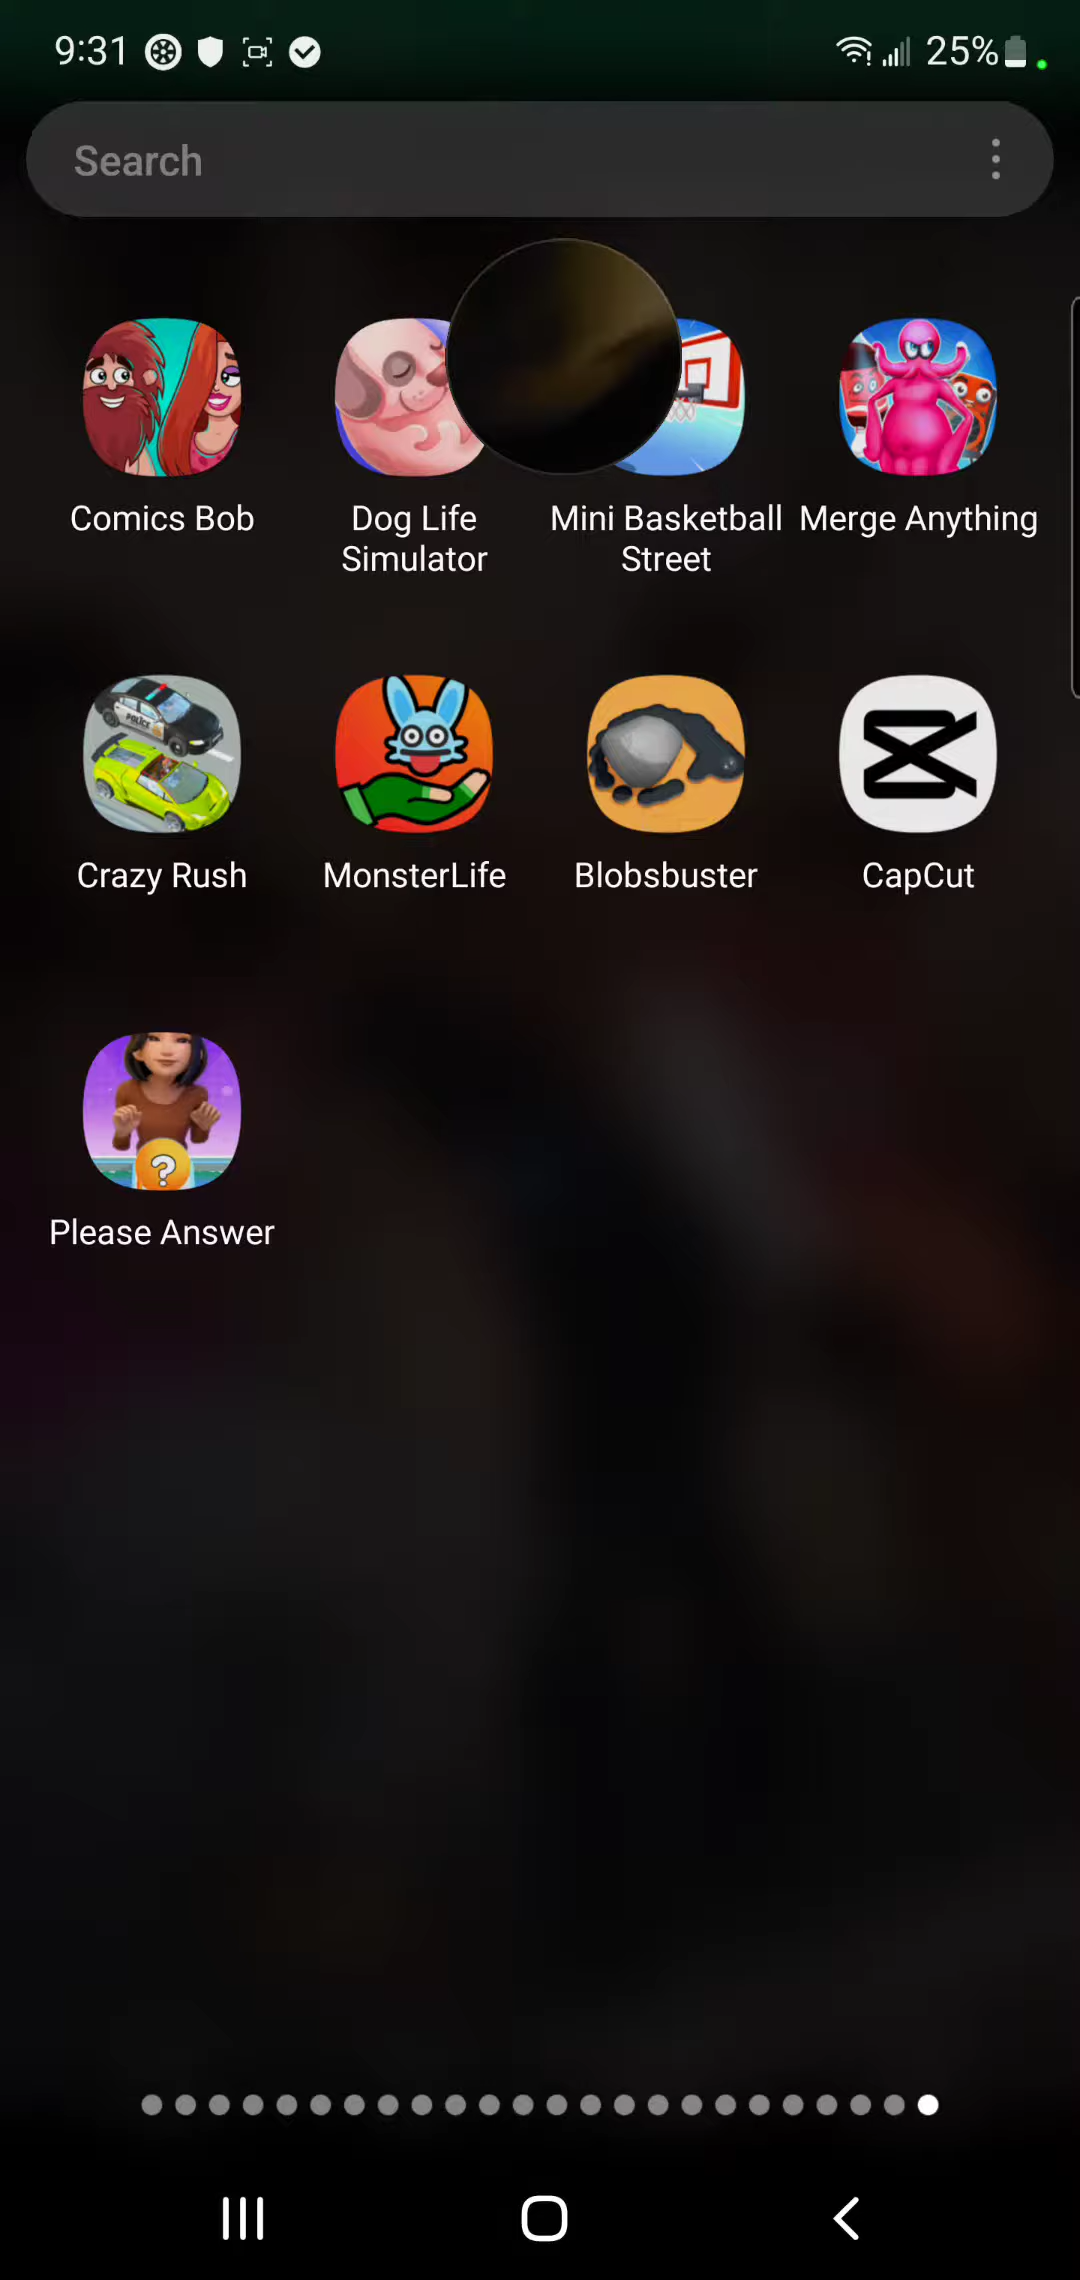 9:31
25%
Search
Comics Bob
Dog Life
Simulator
Mini Basketball
Street
Merge Anything
POLICE
Crazy Rush
MonsterLife
Blobsbuster
CapCut
?
Please Answer